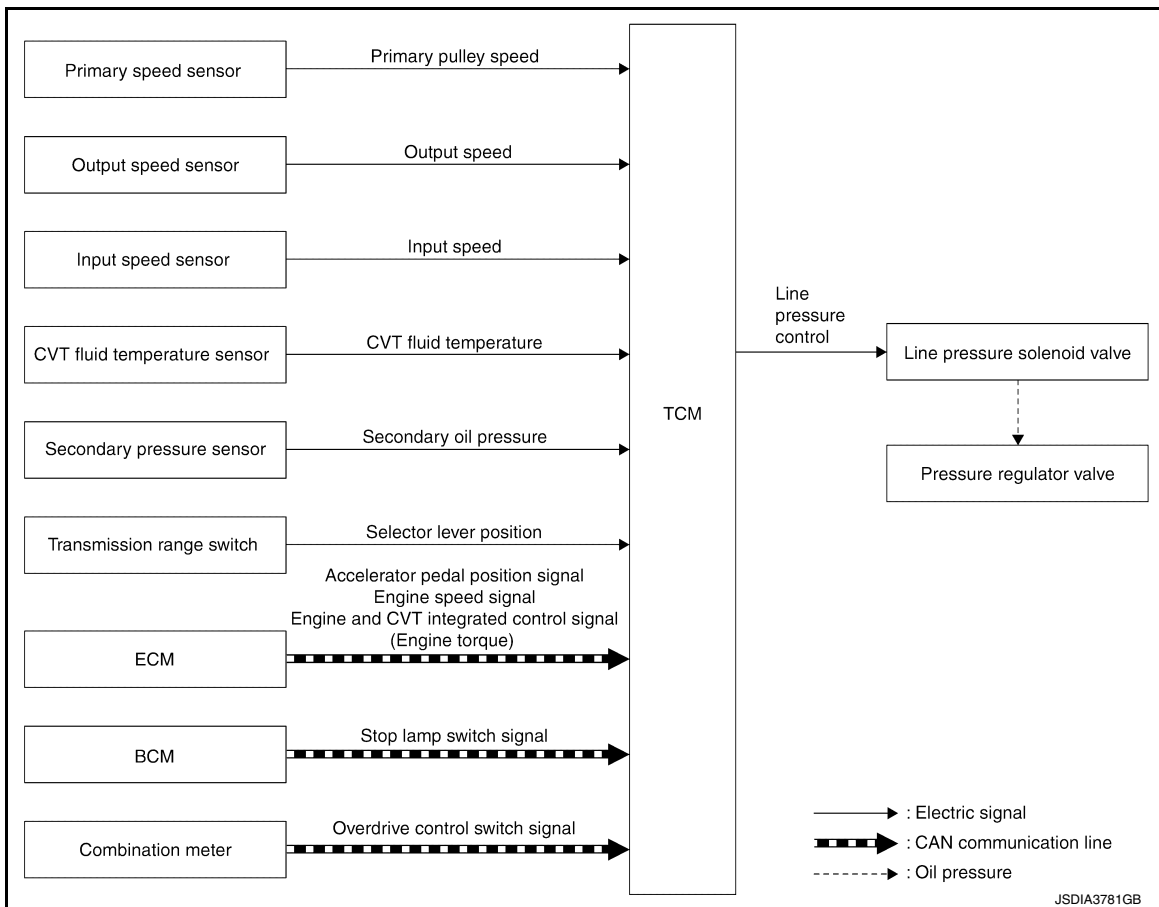 Primary speed sensor
Primary pulley speed
Output speed sensor
Output speed
Input speed sensor
Input speed
CVT fluid temperature sensor
CVT fluid temperature
Secondary pressure sensor
Secondary oil pressure
Transmission range switch
Selector lever position
ECM
Accelerator pedal position signal
Engine speed signal
Engine and CVT integrated control signal
(Engine torque)
BCM
Stop lamp switch signal
Combination meter
Overdrive control switch signal
TCM
Line
pressure
control
Line pressure solenoid valve
Pressure regulator valve
: Electric signal
: CAN communication line
: Oil pressure
JSDIA3781GB